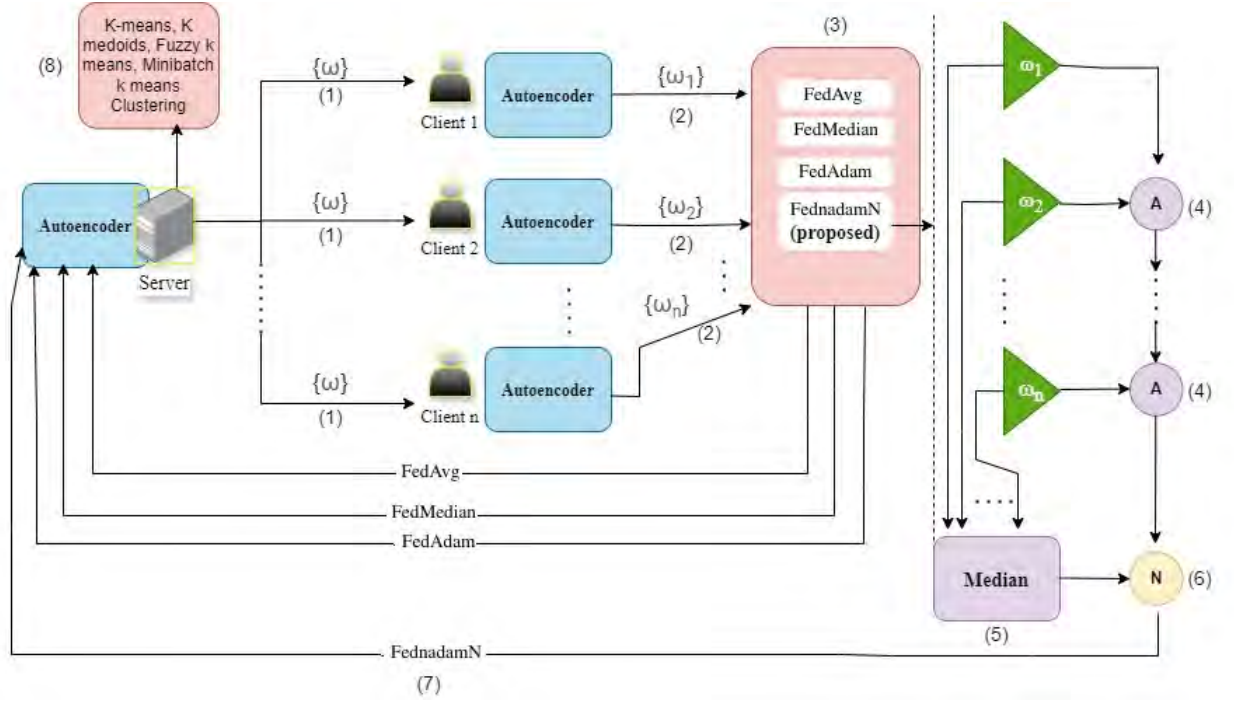 K-means, K
medoids, Fuzzy k
means, Minibatch
k means
Clustering
(8)
Autoencoder
Server
{ω}
(1)
Client 1
Autoencoder
{ω1}
(2)
{ω}
(1)
Client 2
Autoencoder
{ω2}
(2)
{ω}
(1)
Client n
Autoencoder
{ωn}
(2)
(3)
FedAvg
FedMedian
FedAdam
FednadamN
(proposed)
ω1
ω2
A
(4)
ωn
A
(4)
Median
(5)
N
(6)
FedAvg
FedMedian
FedAdam
FednadamN
(7)